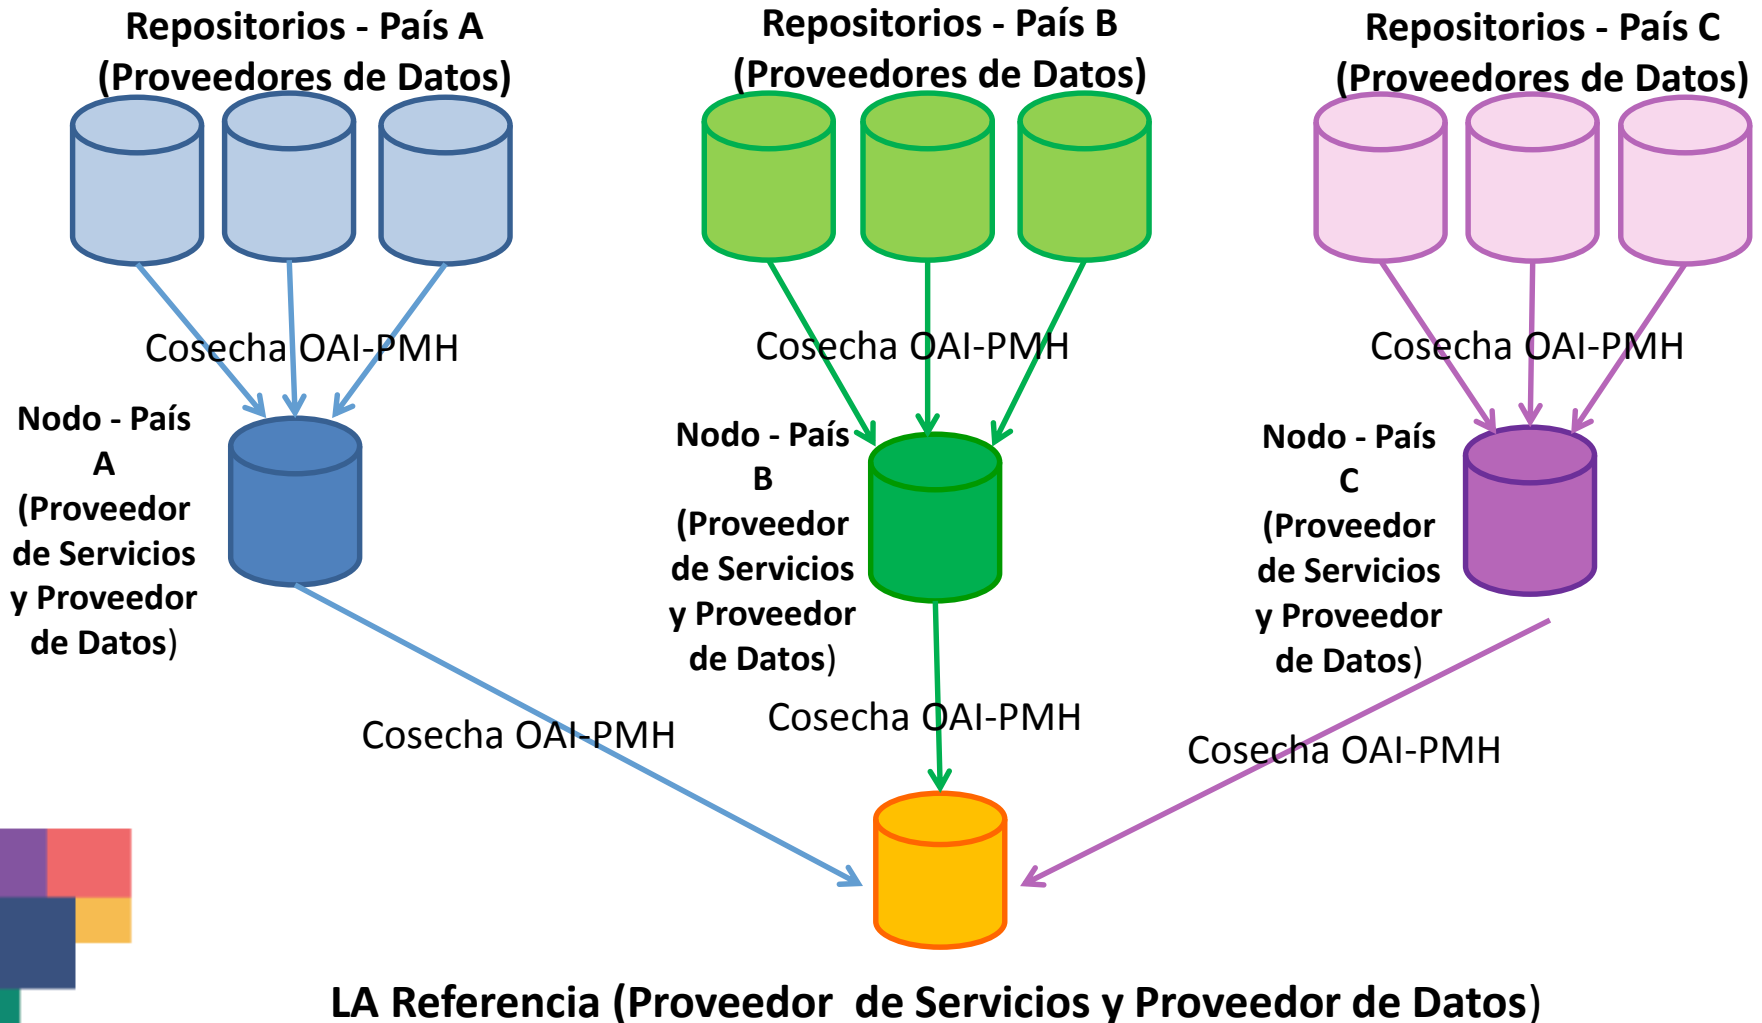 Repositorios - País A
(Proveedores de Datos)
Repositorios - País B
(Proveedores de Datos)
Repositorios - País C
(Proveedores de Datos)
Cosecha OAI-PMH
Cosecha OAI-PMH
Cosecha OAI-PMH
Nodo - País
A
(Proveedor
de Servicios
y Proveedor
de Datos)
Nodo - País
B
(Proveedor
de Servicios
y Proveedor
de Datos)
Nodo - País
C
(Proveedor
de Servicios
y Proveedor
de Datos)
Cosecha OAI-PMH
Cosecha OAI-PMH
Cosecha OAI-PMH
LA Referencia (Proveedor  de Servicios y Proveedor de Datos)